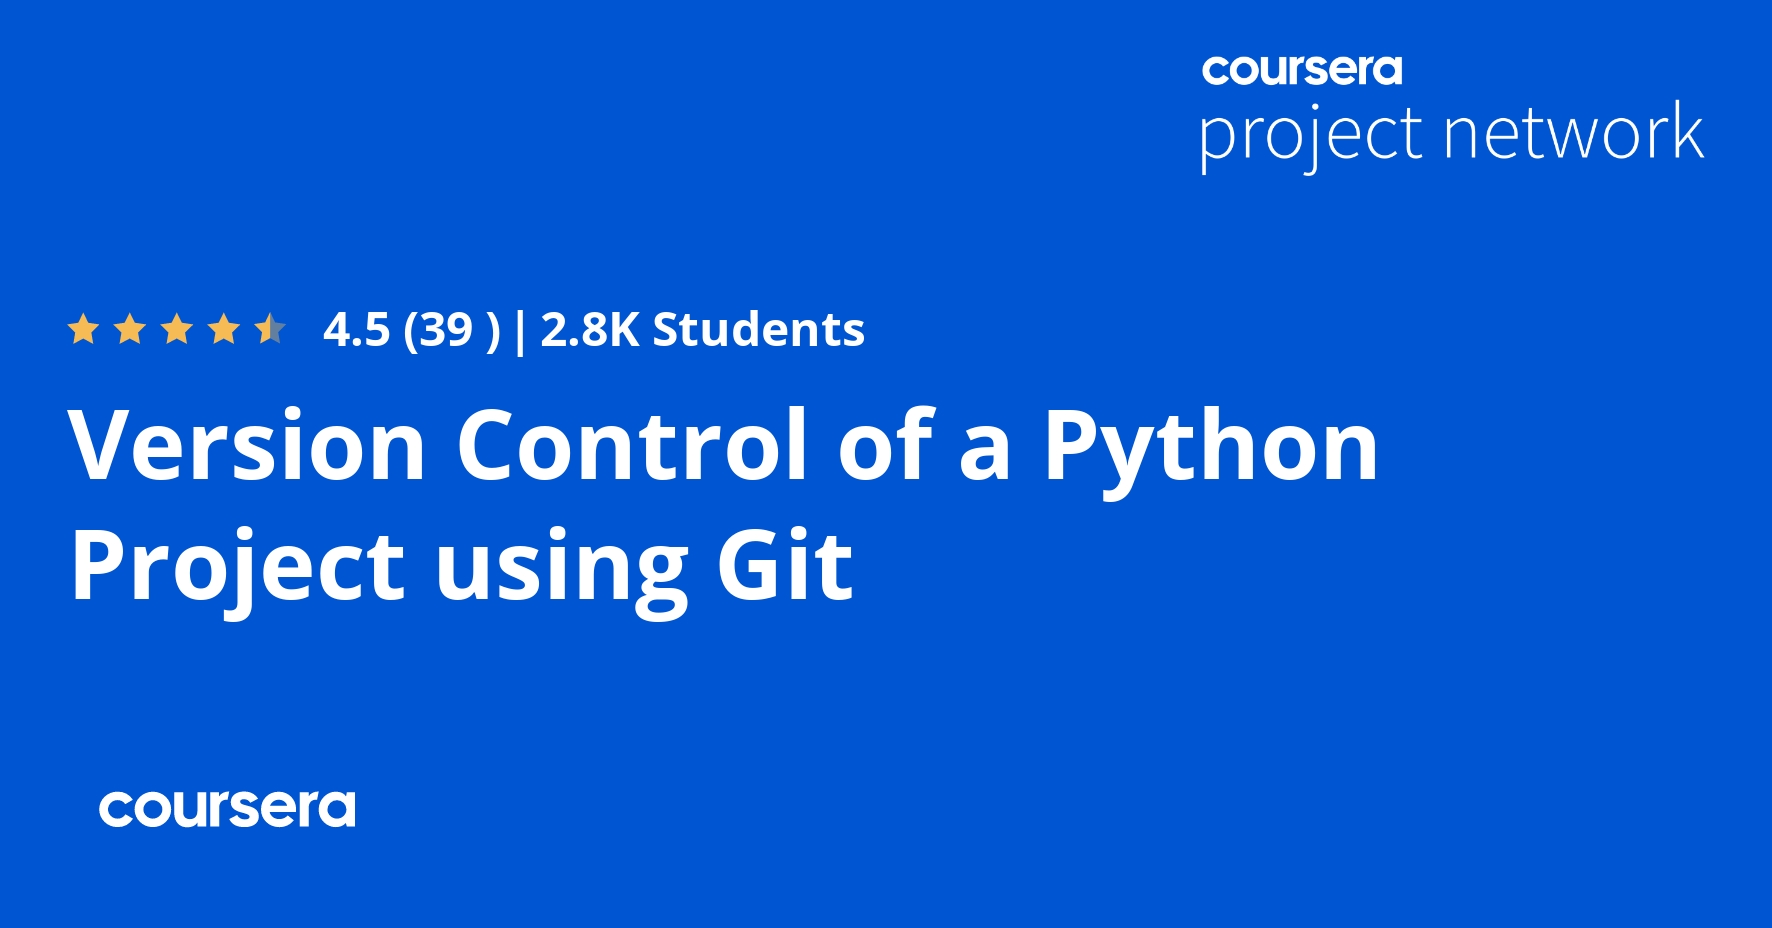 coursera
project network
4.5 (39 ) | 2.8K Students
Version Control of a Python
Project using Git
coursera